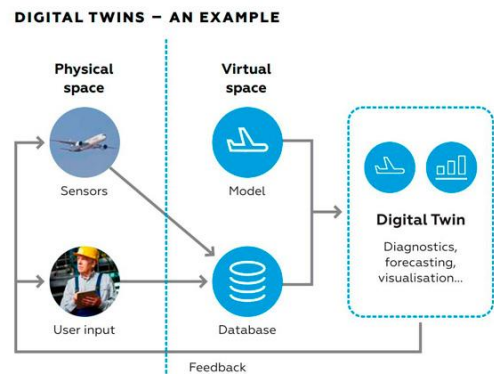 DIGITAL TWINS – AN EXAMPLE
Physical
space
Virtual
space
Sensors
Model
Digital Twin
Diagnostics,
forecasting,
visualisation...
User input
Database
Feedback